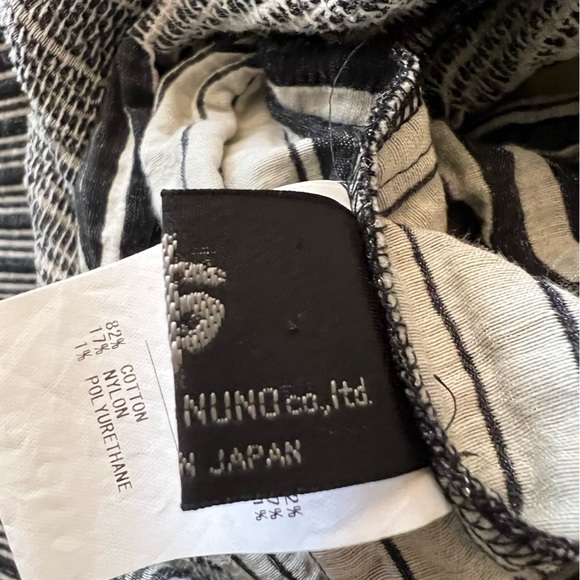 82% COTTON
17% NYLON
1% POLYURETHANE
NUNO co.,ltd.
N JAPAN